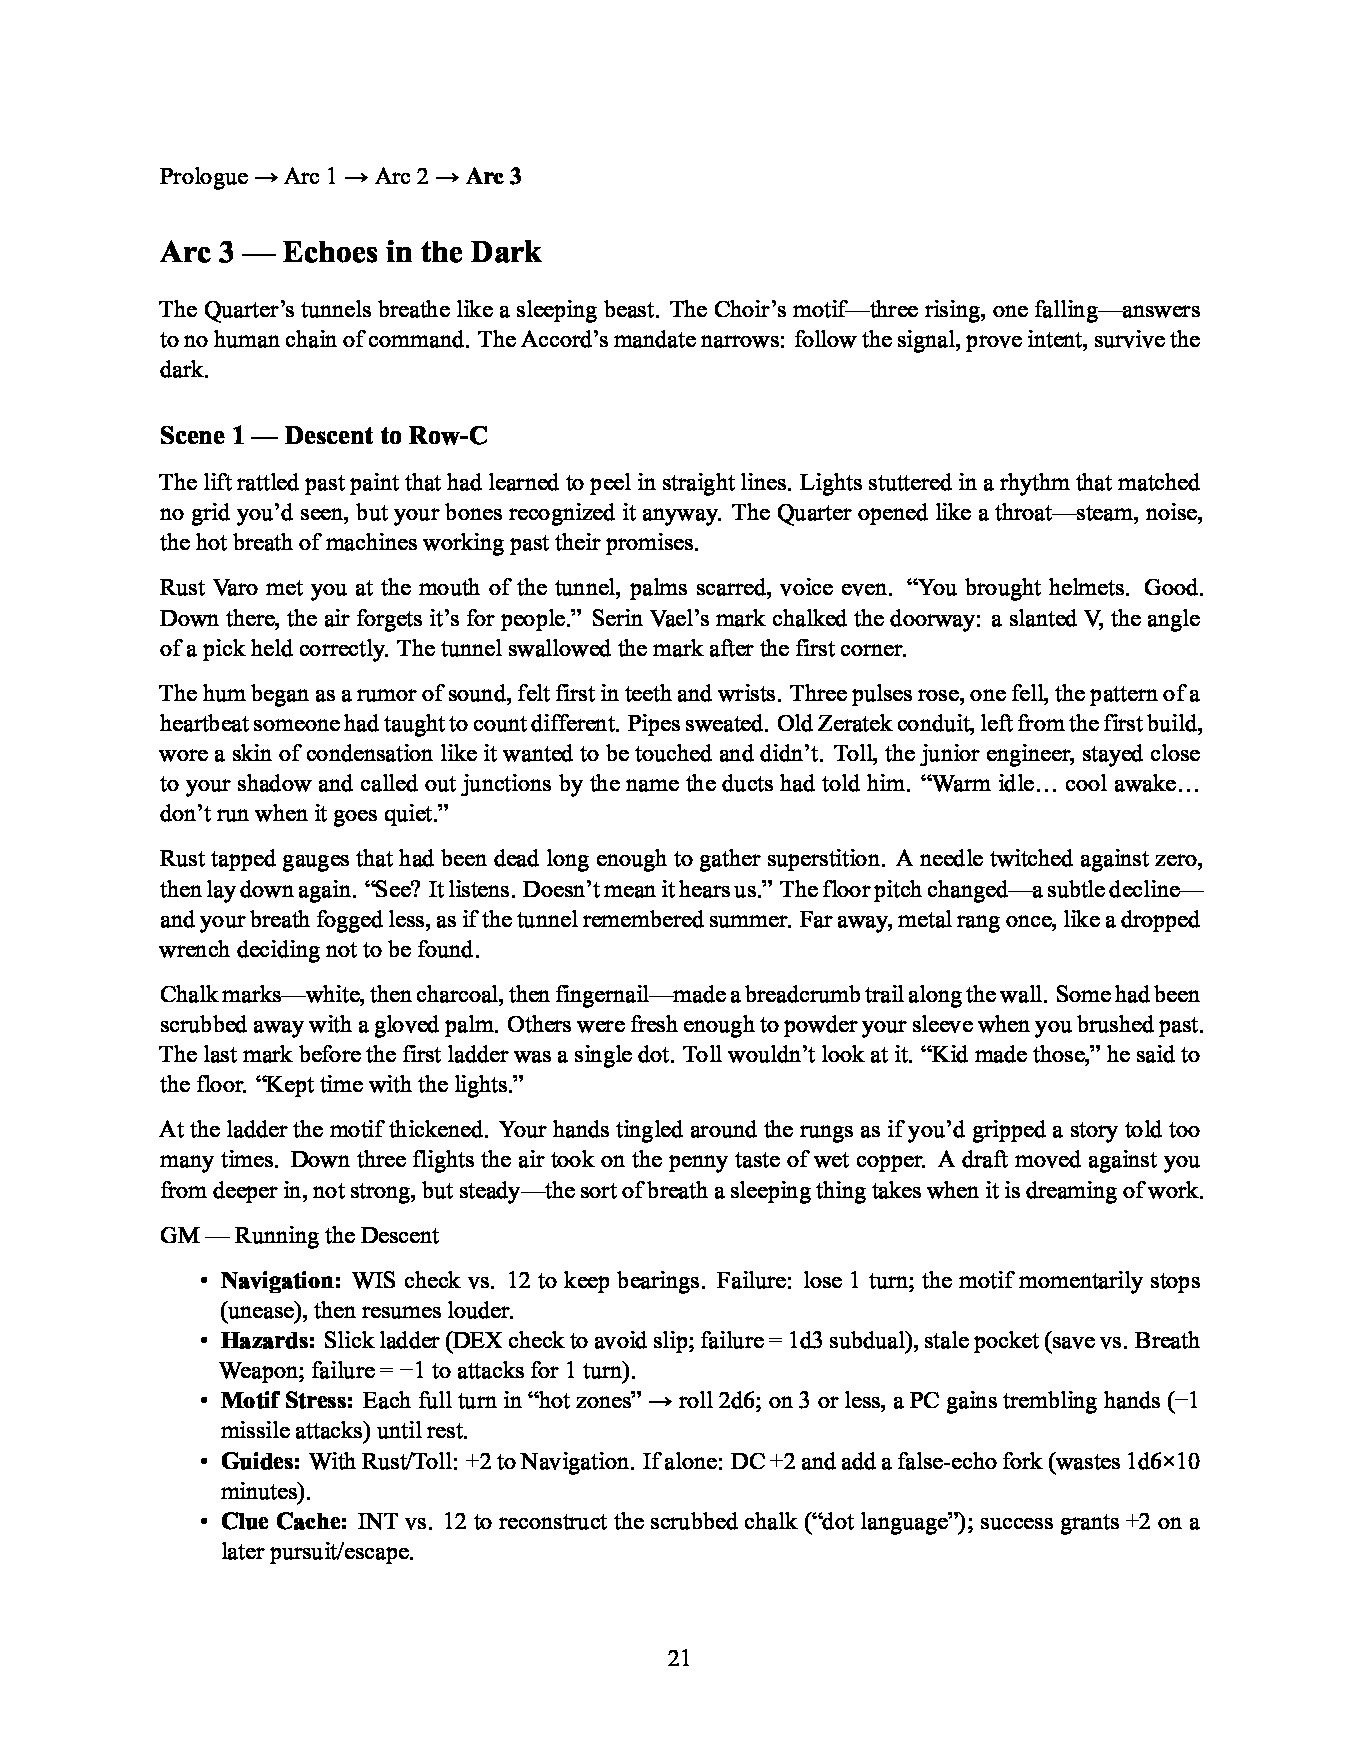 Prologue → Arc 1 → Arc 2 → Arc 3
Arc 3 — Echoes in the Dark
The Quarter’s tunnels breathe like a sleeping beast. The Choir’s motif—three rising, one falling—answers
to no human chain of command. The Accord’s mandate narrows: follow the signal, prove intent, survive the
dark.
Scene 1 — Descent to Row-C
The lift rattled past paint that had learned to peel in straight lines. Lights stuttered in a rhythm that matched
no grid you’d seen, but your bones recognized it anyway. The Quarter opened like a throat—steam, noise,
the hot breath of machines working past their promises.
Rust Varo met you at the mouth of the tunnel, palms scarred, voice even. “You brought helmets. Good.
Down there, the air forgets it’s for people.” Serin Vael’s mark chalked the doorway: a slanted V, the angle
of a pick held correctly. The tunnel swallowed the mark after the first corner.
The hum began as a rumor of sound, felt first in teeth and wrists. Three pulses rose, one fell, the pattern of a
heartbeat someone had taught to count different. Pipes sweated. Old Zeratek conduit, left from the first build,
wore a skin of condensation like it wanted to be touched and didn’t. Toll, the junior engineer, stayed close
to your shadow and called out junctions by the name the ducts had told him. “Warm idle… cool awake…
don’t run when it goes quiet.”
Rust tapped gauges that had been dead long enough to gather superstition. A needle twitched against zero,
then lay down again. “See? It listens. Doesn’t mean it hears us.” The floor pitch changed—a subtle decline—
and your breath fogged less, as if the tunnel remembered summer. Far away, metal rang once, like a dropped
wrench deciding not to be found.
Chalk marks—white, then charcoal, then fingernail—made a breadcrumb trail along the wall. Some had been
scrubbed away with a gloved palm. Others were fresh enough to powder your sleeve when you brushed past.
The last mark before the first ladder was a single dot. Toll wouldn’t look at it. “Kid made those,” he said to
the floor. “Kept time with the lights.”
At the ladder the motif thickened. Your hands tingled around the rungs as if you’d gripped a story told too
many times. Down three flights the air took on the penny taste of wet copper. A draft moved against you
from deeper in, not strong, but steady—the sort of breath a sleeping thing takes when it is dreaming of work.
GM — Running the Descent
• Navigation: WIS check vs. 12 to keep bearings. Failure: lose 1 turn; the motif momentarily stops
(unease), then resumes louder.
• Hazards: Slick ladder (DEX check to avoid slip; failure = 1d3 subdual), stale pocket (save vs. Breath
Weapon; failure = −1 to attacks for 1 turn).
• Motif Stress: Each full turn in “hot zones” → roll 2d6; on 3 or less, a PC gains trembling hands (−1
missile attacks) until rest.
• Guides: With Rust/Toll: +2 to Navigation. If alone: DC +2 and add a false-echo fork (wastes 1d6×10
minutes).
• Clue Cache: INT vs. 12 to reconstruct the scrubbed chalk (“dot language”); success grants +2 on a
later pursuit/escape.
21